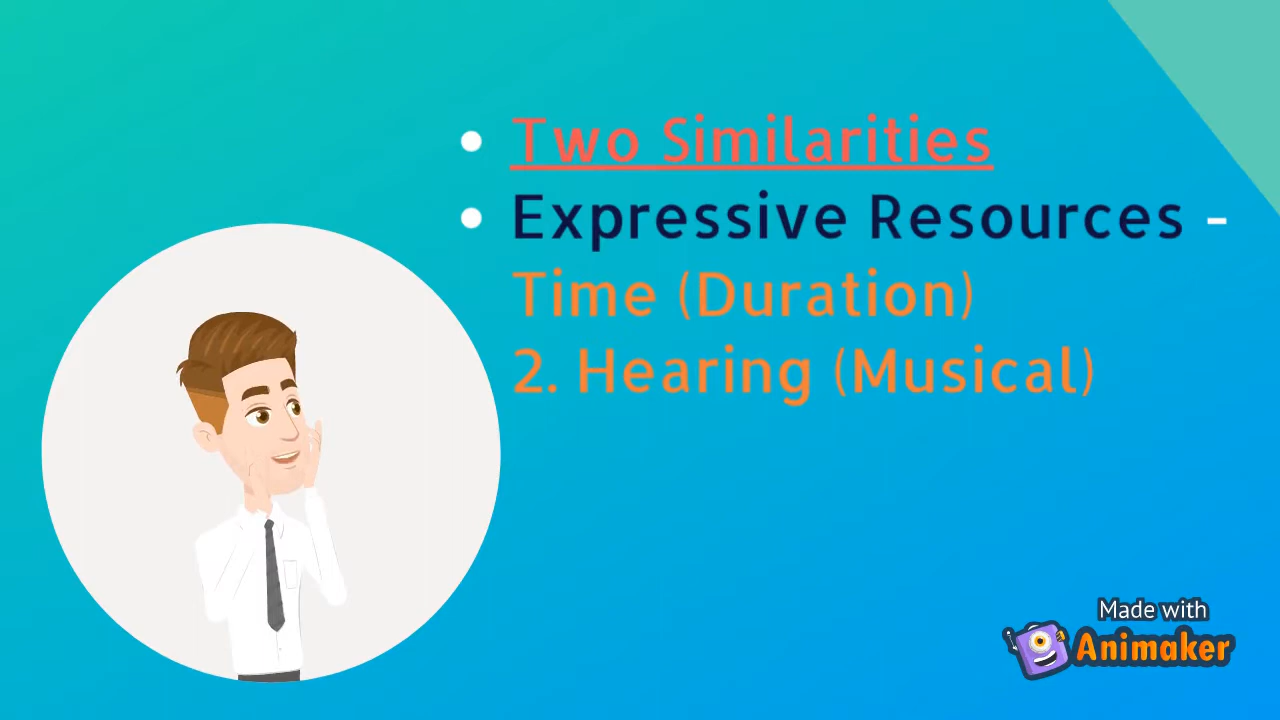 Two Similarities
Expressive Resources -
Time (Duration)
2. Hearing (Musical)
Made with
Animaker